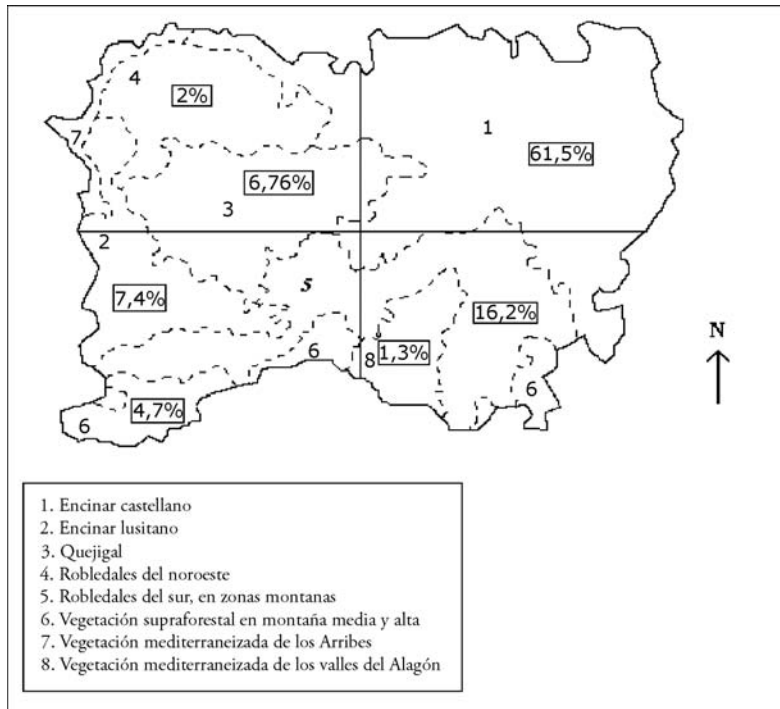 4
2%
1
7
61,5%
6,76%
3
2
5
7,4%
16,2%
N
6
8
1,3%
6
4,7%
6
1. Encinar castellano
2. Encinar lusitano
3. Quejigal
4. Robledales del noroeste
5. Robledales del sur, en zonas montanas
6. Vegetación supraforestal en montaña media y alta
7. Vegetación mediterraneizada de los Arribes
8. Vegetación mediterraneizada de los valles del Alagón